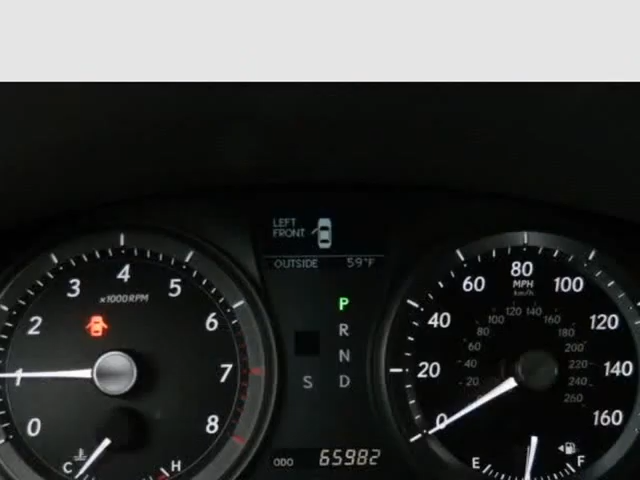 LEFT
FRONT
OUTSIDE 59°F
0 1 2 3 4 5 6 7 8
x1000RPM
C H
P
R
N
S D
ODO 65982
0 20 40 60 80 100 120 140 160
MPH
km/h
20 40 60 80 100 120 140 160 180 200 220 240 260
E F